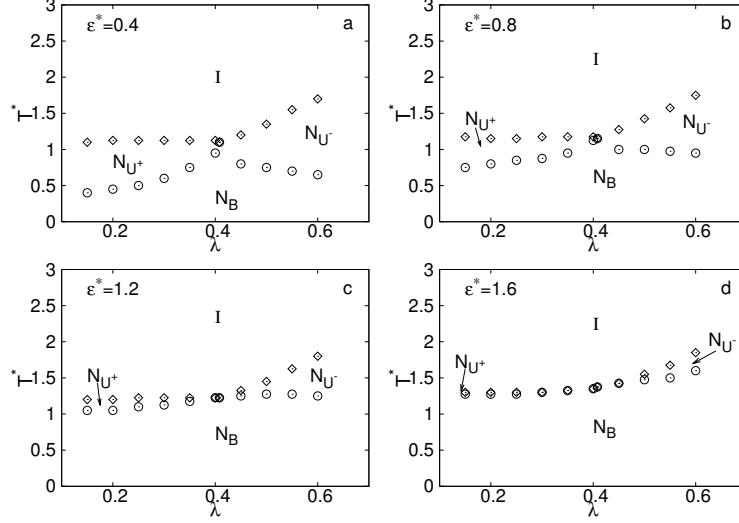 ε*=0.4
a
I
N_U+
N_U-
N_B
T*
3
2.5
2
1.5
1
0.5
0
0.2
0.4
0.6
λ
ε*=0.8
b
I
N_U+
N_U-
N_B
T*
3
2.5
2
1.5
1
0.5
0
0.2
0.4
0.6
λ
ε*=1.2
c
I
N_U+
N_U-
N_B
T*
3
2.5
2
1.5
1
0.5
0
0.2
0.4
0.6
λ
ε*=1.6
d
I
N_U+
N_U-
N_B
T*
3
2.5
2
1.5
1
0.5
0
0.2
0.4
0.6
λ